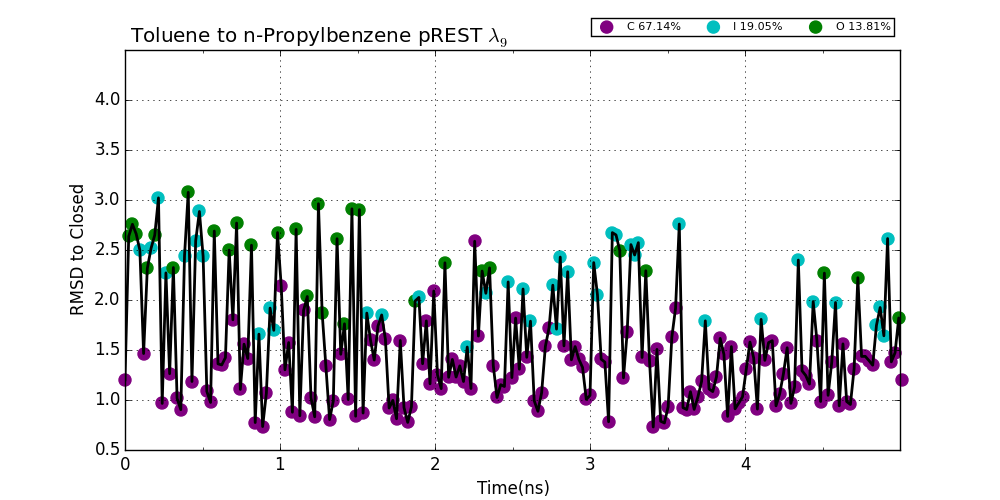 Toluene to n-Propylbenzene pREST λ₉
C 67.14% I 19.05% O 13.81%
RMSD to Closed
4.0
3.5
3.0
2.5
2.0
1.5
1.0
0.5
0 1 2 3 4
Time(ns)